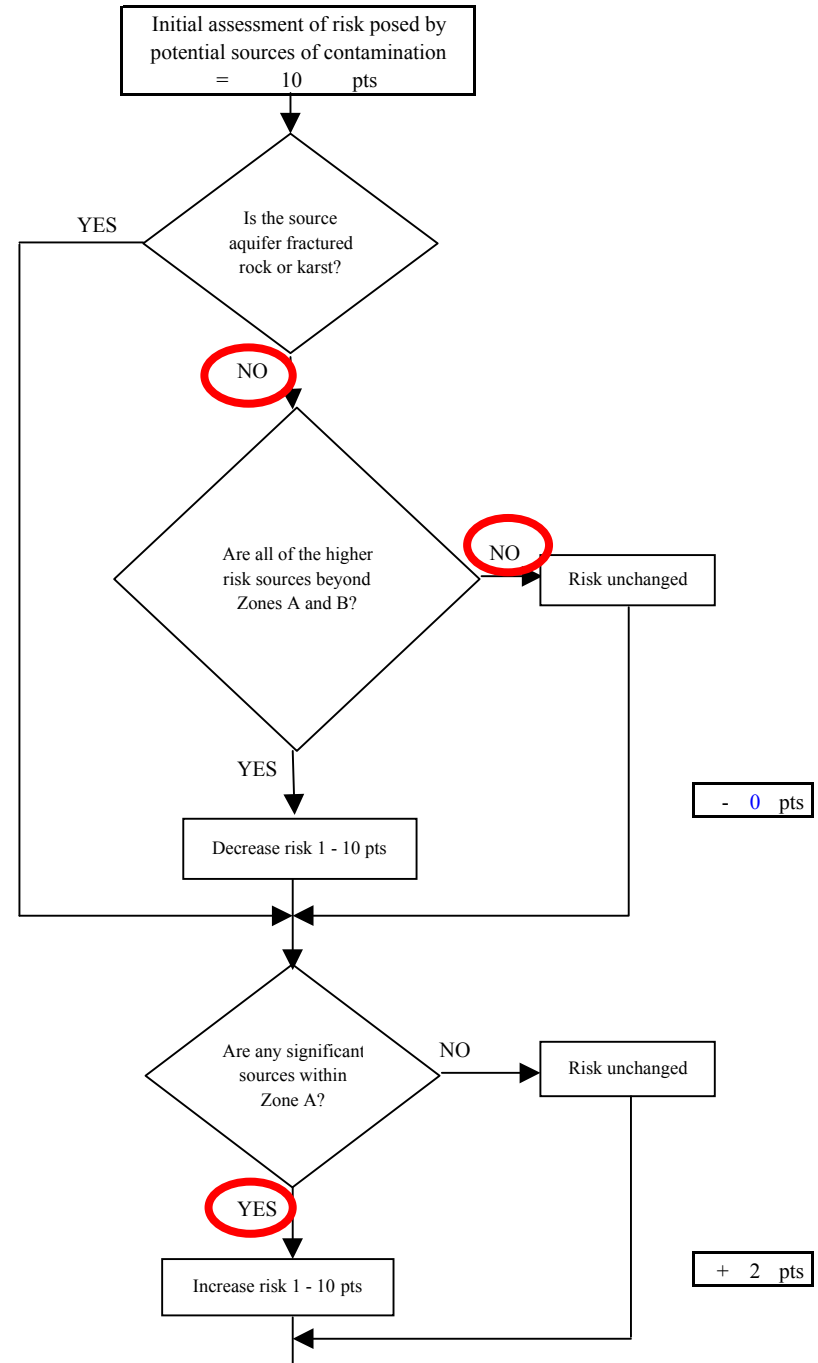 Initial assessment of risk posed by
potential sources of contamination
= 10 pts
YES
Is the source
aquifer fractured
rock or karst?
NO
Are all of the higher
risk sources beyond
Zones A and B?
NO
Risk unchanged
YES
- 0 pts
Decrease risk 1 - 10 pts
Are any significant
sources within
Zone A?
NO
Risk unchanged
YES
Increase risk 1 - 10 pts
+ 2 pts